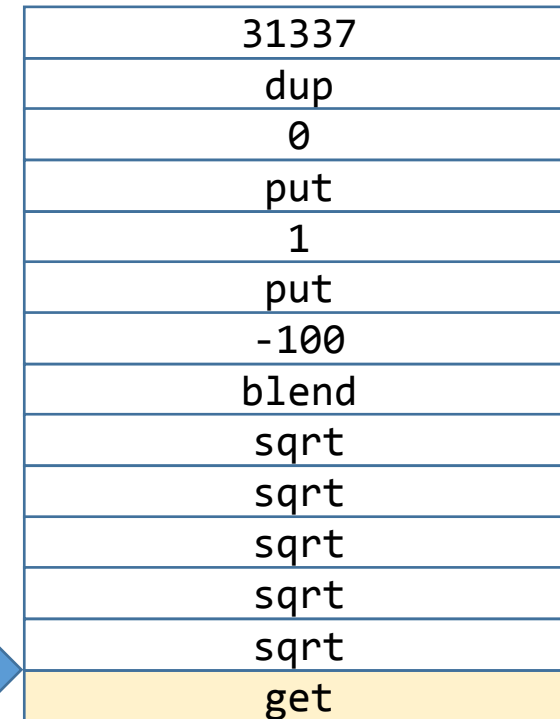 31337
dup
0
put
1
put
-100
blend
sqrt
sqrt
sqrt
sqrt
sqrt
get